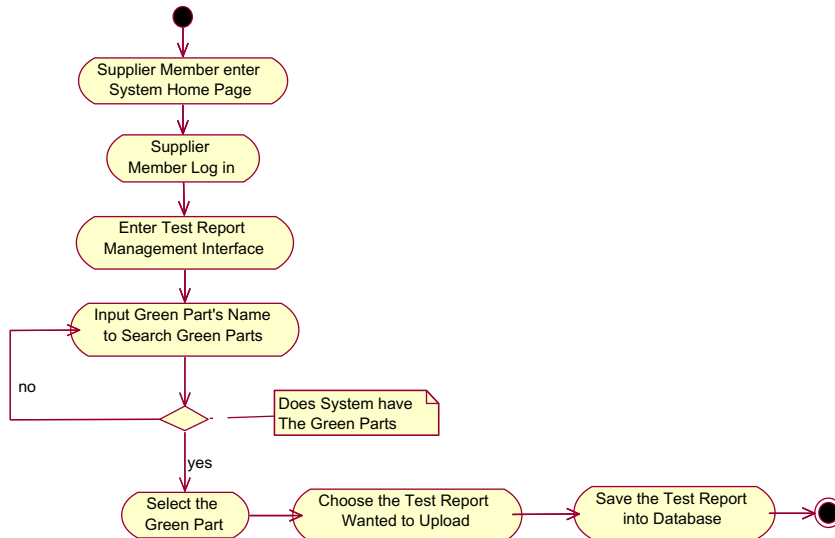 Supplier Member enter
System Home Page
Supplier
Member Log in
Enter Test Report
Management Interface
Input Green Part's Name
to Search Green Parts
no
Does System have
The Green Parts
yes
Select the
Green Part
Choose the Test Report
Wanted to Upload
Save the Test Report
into Database